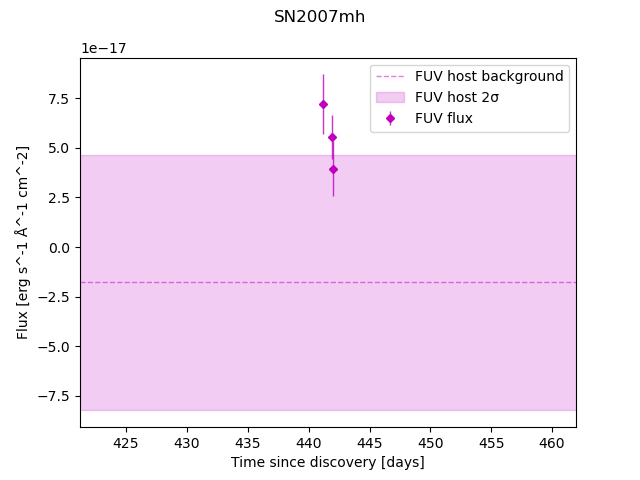 SN2007mh
1e−17
FUV host background
FUV host 2σ
FUV flux
7.5
5.0
2.5
0.0
−2.5
−5.0
−7.5
Flux [erg s^-1 Å^-1 cm^-2]
425
430
435
440
445
450
455
460
Time since discovery [days]